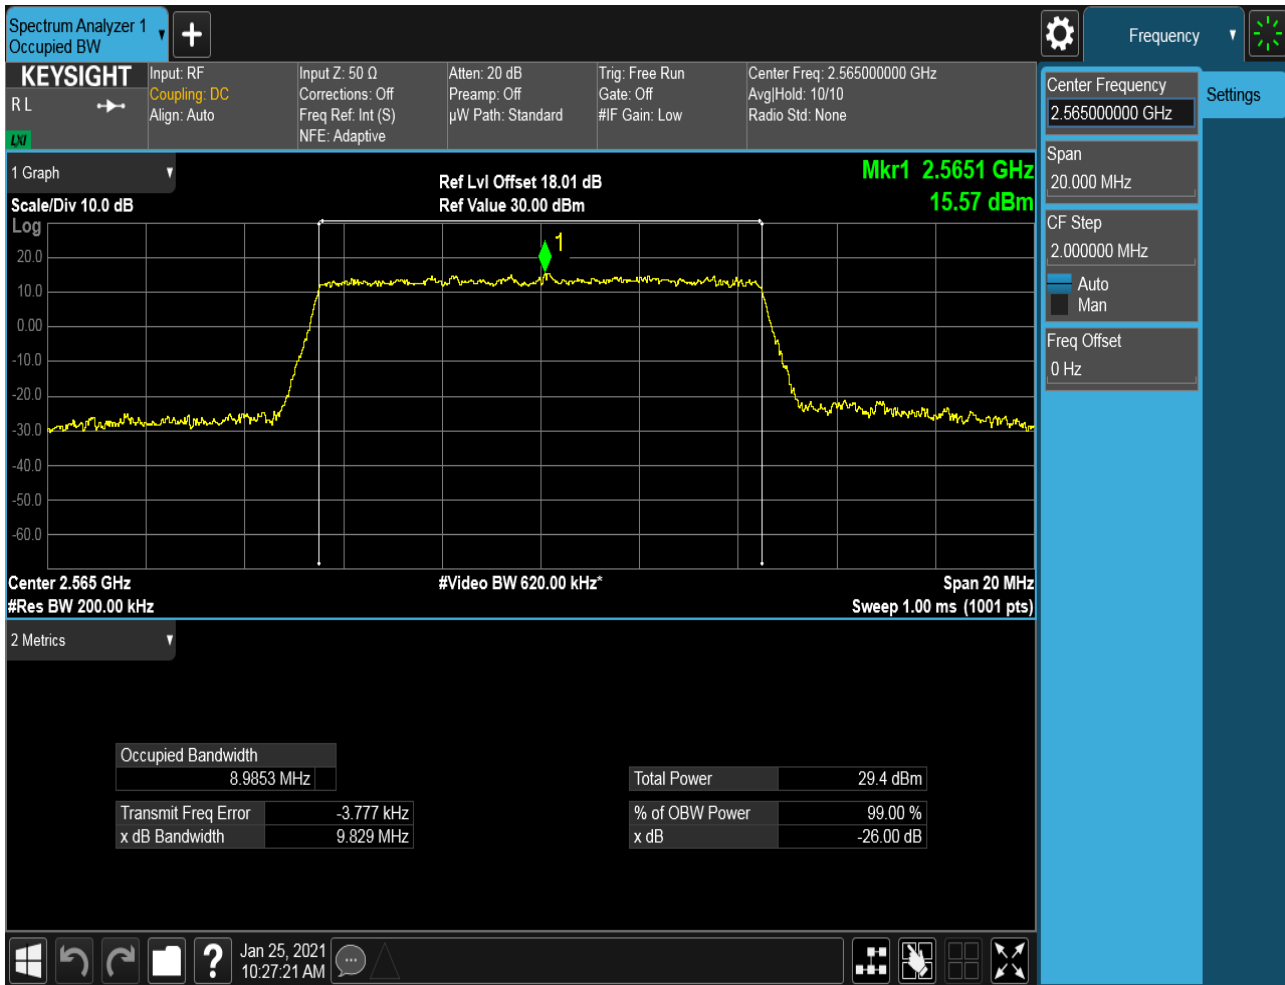 Spectrum Analyzer 1
Occupied BW
+
Frequency
KEYSIGHT
R L
LXI
Input: RF
Coupling: DC
Align: Auto
Input Z: 50 Ω
Corrections: Off
Freq Ref: Int (S)
NFE: Adaptive
Atten: 20 dB
Preamp: Off
µW Path: Standard
Trig: Free Run
Gate: Off
#IF Gain: Low
Center Freq: 2.565000000 GHz
Avg|Hold: 10/10
Radio Std: None
Center Frequency
2.565000000 GHz
Settings
Span
20.000 MHz
CF Step
2.000000 MHz
Auto
Man
Freq Offset
0 Hz
1 Graph
Scale/Div 10.0 dB
Ref Lvl Offset 18.01 dB
Ref Value 30.00 dBm
Mkr1 2.5651 GHz
15.57 dBm
Log
1
20.0
10.0
0.00
-10.0
-20.0
-30.0
-40.0
-50.0
-60.0
Center 2.565 GHz
#Video BW 620.00 kHz*
Span 20 MHz
#Res BW 200.00 kHz
Sweep 1.00 ms (1001 pts)
2 Metrics
Occupied Bandwidth
8.9853 MHz
Total Power 29.4 dBm
Transmit Freq Error -3.777 kHz
% of OBW Power 99.00 %
x dB Bandwidth 9.829 MHz
x dB -26.00 dB
?
Jan 25, 2021
10:27:21 AM